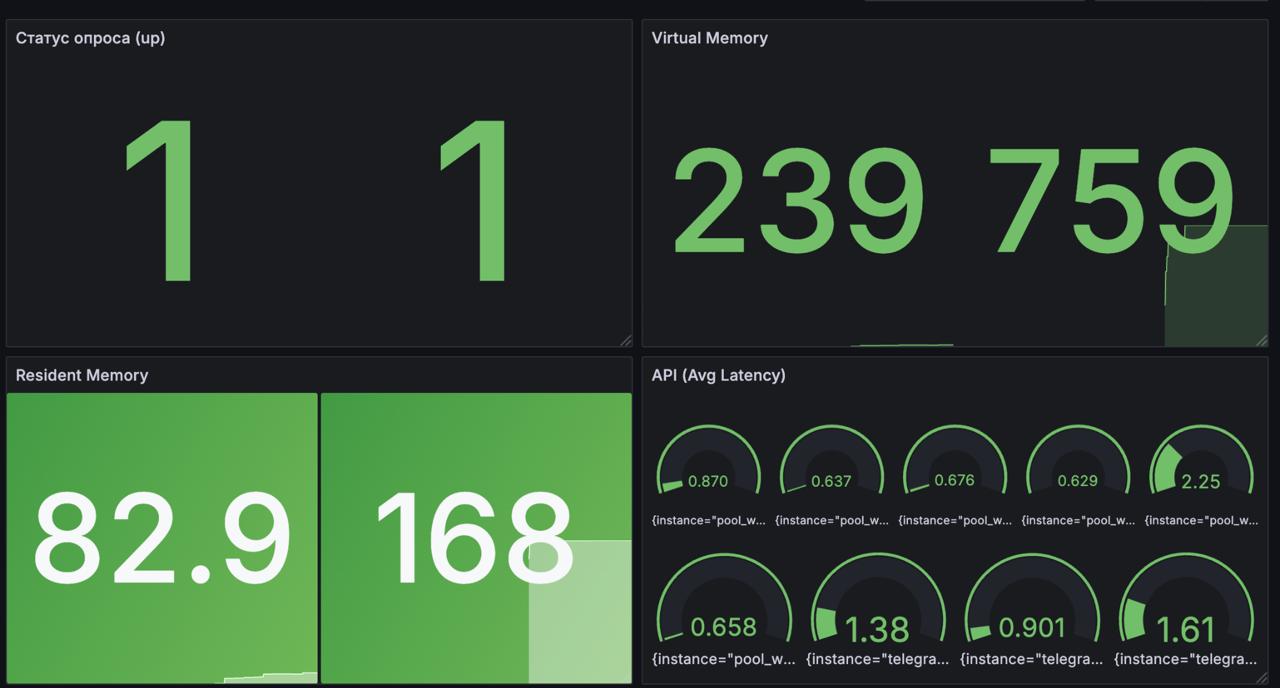 Статус опроса (up)
1
1
Virtual Memory
239
759
Resident Memory
82.9
168
API (Avg Latency)
0.870
0.637
0.676
0.629
2.25
{instance="pool_w...
{instance="pool_w...
{instance="pool_w...
{instance="pool_w...
{instance="pool_w...
0.658
1.38
0.901
1.61
{instance="pool_w...
{instance="telegra...
{instance="telegra...
{instance="telegra...